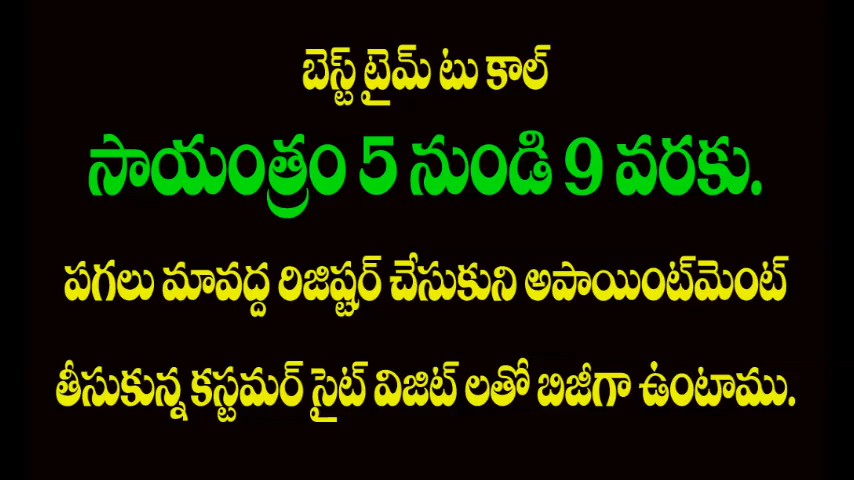 బెస్ట్ టైమ్ టు కాల్
సాయంత్రం 5 నుండి 9 వరకు.
పగలు మావద్ద రిజిష్టర్ చేసుకుని అపాయింట్‌మెంట్
తీసుకున్న కస్టమర్ సైట్ విజిట్ లతో బిజీగా ఉంటాము.